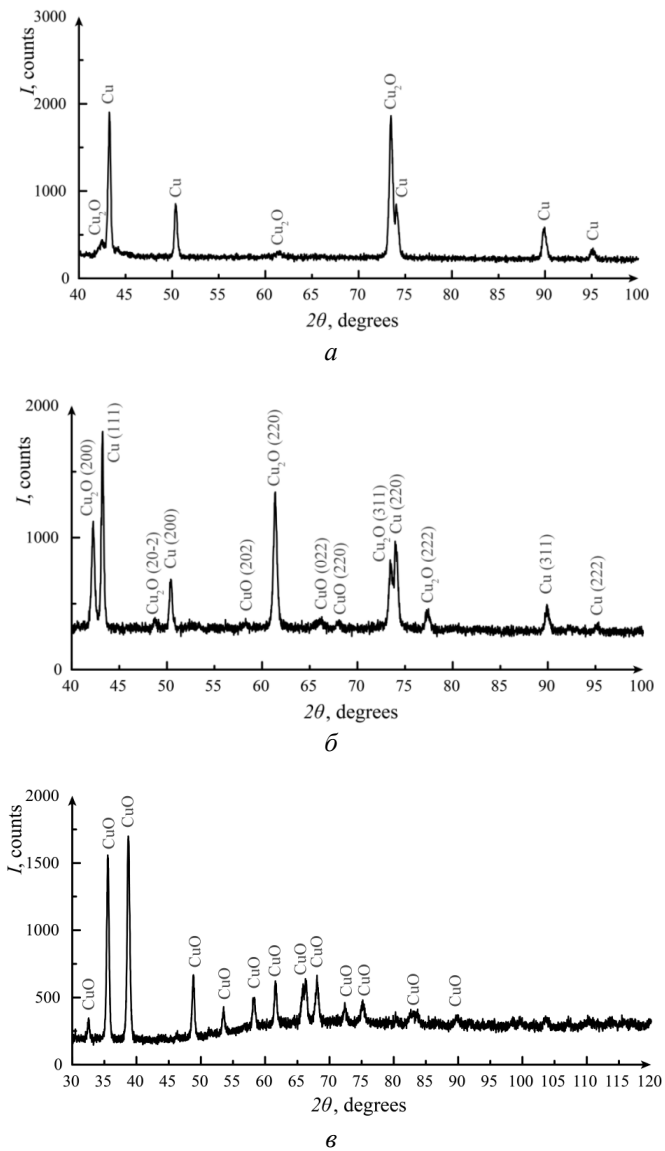 3000
2000
1000
0
I, counts
Cu₂O
Cu
Cu
Cu₂O
Cu₂O
Cu
Cu
Cu
40 45 50 55 60 65 70 75 80 85 90 95 100
2θ, degrees
а
2000
1000
0
I, counts
Cu₂O (200)
Cu (111)
Cu₂O (20-2)
Cu (200)
CuO (202)
Cu₂O (220)
CuO (022)
CuO (220)
Cu₂O (311)
Cu (220)
Cu₂O (222)
Cu (311)
Cu (222)
40 45 50 55 60 65 70 75 80 85 90 95 100
2θ, degrees
б
2000
1500
1000
500
0
I, counts
CuO
CuO
CuO
CuO
CuO
CuO
CuO
CuO
CuO
CuO
CuO
CuO
CuO
30 35 40 45 50 55 60 65 70 75 80 85 90 95 100 105 110 115 120
2θ, degrees
в